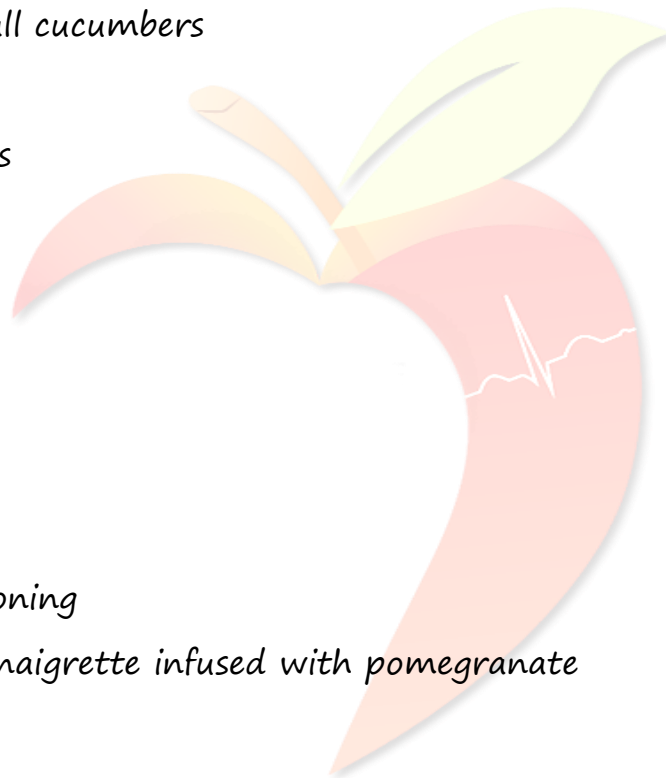 ll cucumbers
s
oning
naigrette infused with pomegranate